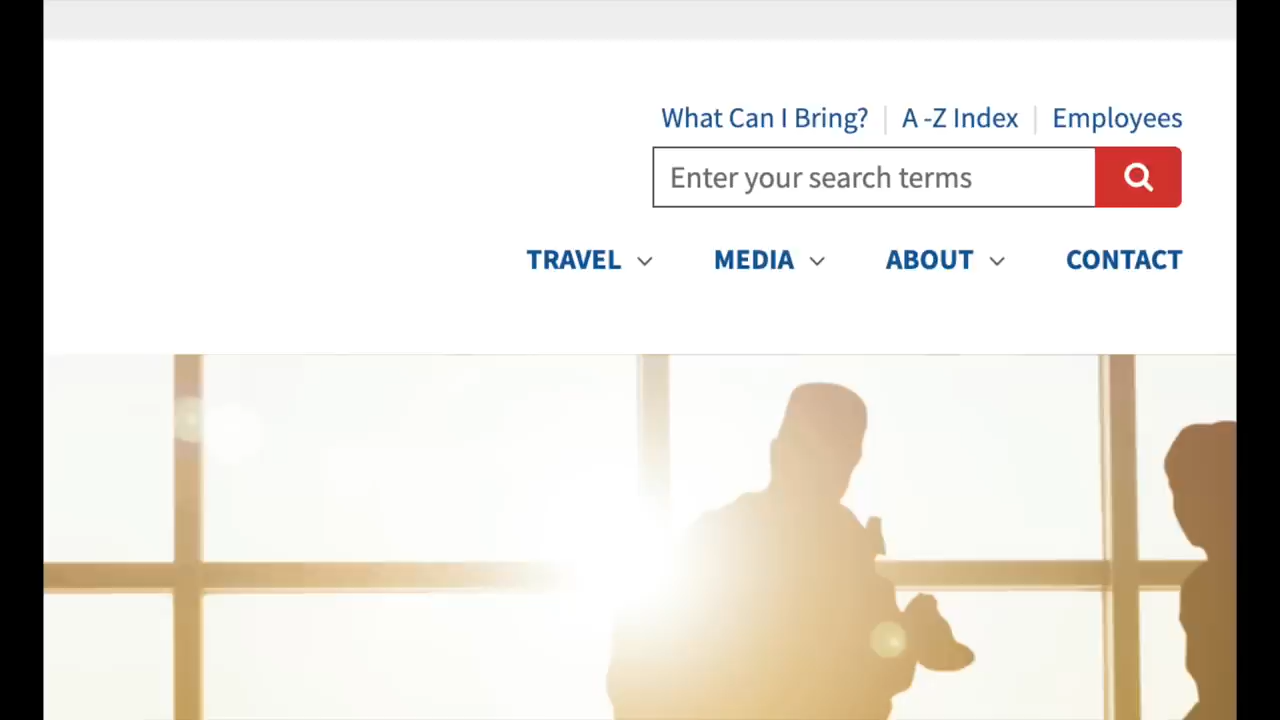 What Can I Bring? | A -Z Index | Employees
Enter your search terms
TRAVEL MEDIA ABOUT CONTACT